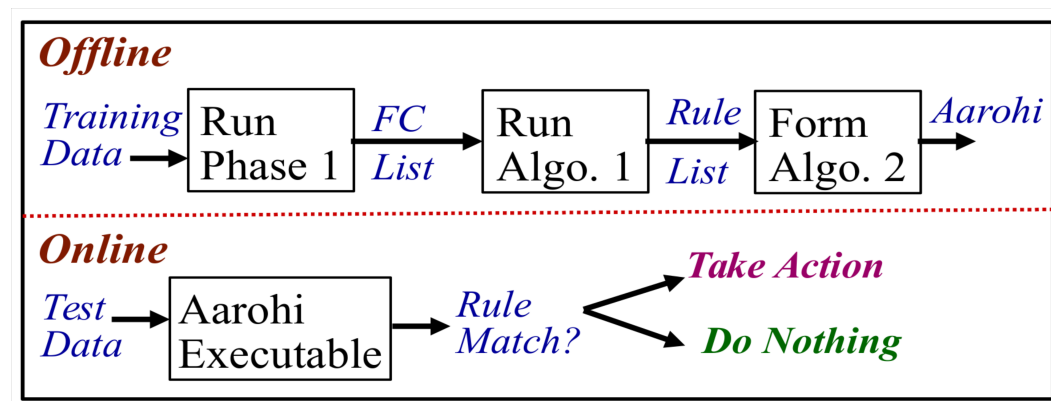 Offline
Training
Data
Run
Phase 1
FC
List
Run
Algo. 1
Rule
List
Form
Algo. 2
Aarohi
Online
Test
Data
Aarohi
Executable
Rule
Match?
Take Action
Do Nothing